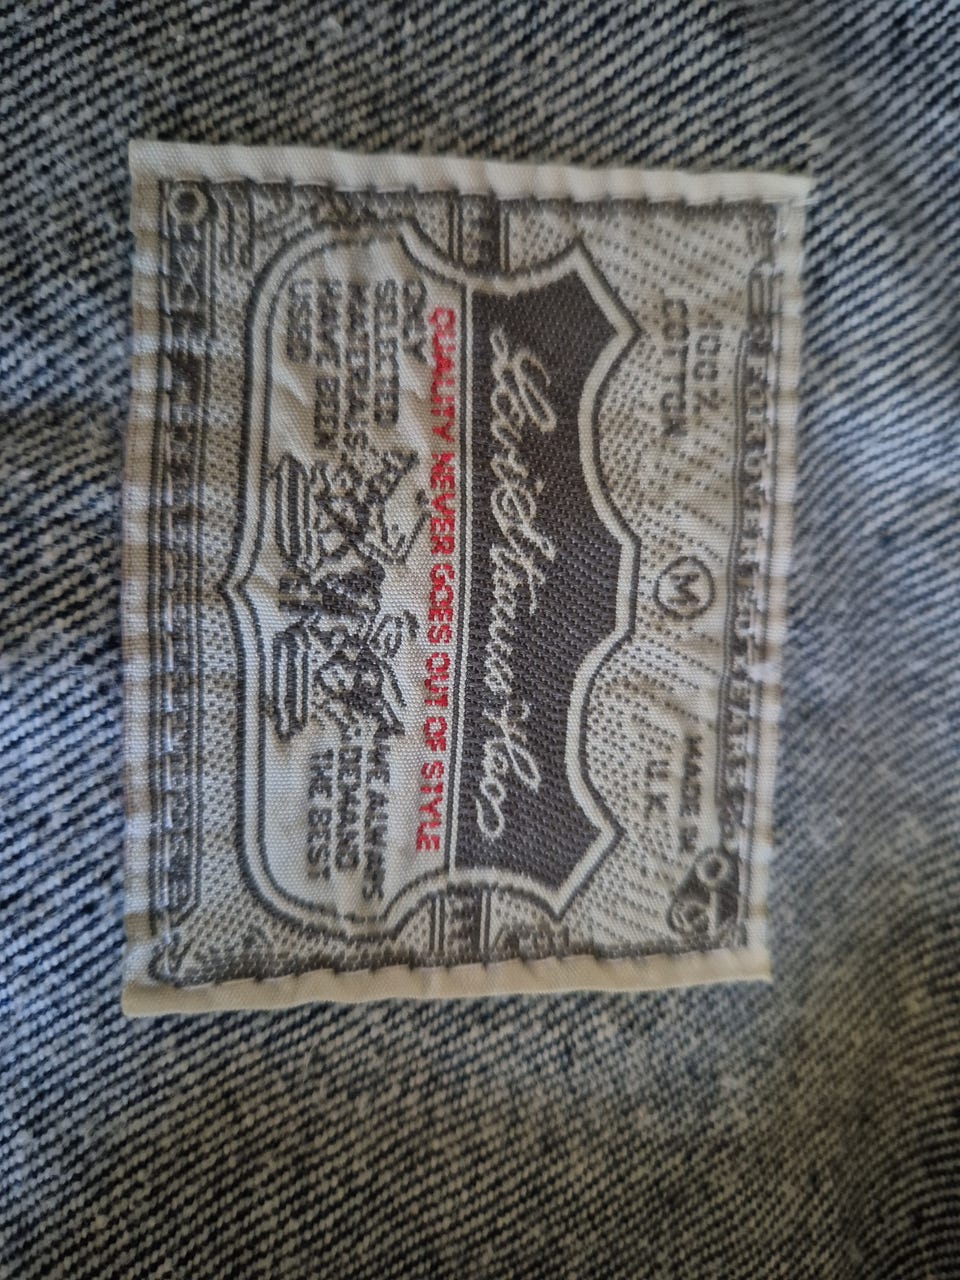 100%
COTTON
M
MADE IN
U.K.
Levi Strauss & Co
QUALITY NEVER GOES OUT OF STYLE
ONLY
SELECTED
MATERIALS
HAVE BEEN
USED
WE ALWAYS
DEMAND
THE BEST